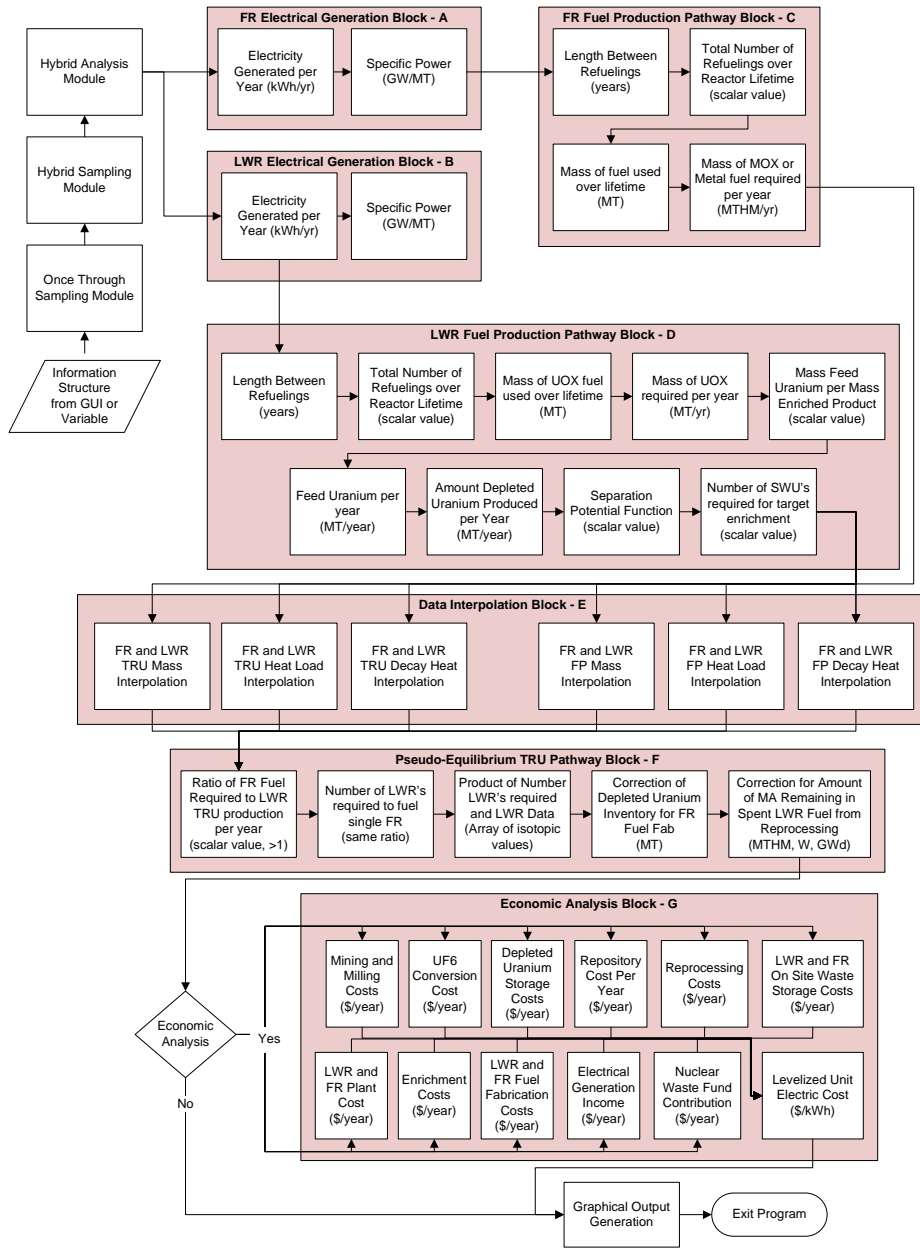 FR Electrical Generation Block - A
Electricity
Generated per
Year (kWh/yr)
Specific Power
(GW/MT)
FR Fuel Production Pathway Block - C
Length Between
Refuelings
(years)
Total Number of
Refuelings over
Reactor Lifetime
(scalar value)
Mass of fuel used
over lifetime
(MT)
Mass of MOX or
Metal fuel required
per year
(MTHM/yr)
Hybrid Analysis
Module
Hybrid Sampling
Module
Once Through
Sampling Module
Information
Structure
from GUI or
Variable
LWR Electrical Generation Block - B
Electricity
Generated per
Year (kWh/yr)
Specific Power
(GW/MT)
LWR Fuel Production Pathway Block - D
Length Between
Refuelings
(years)
Total Number of
Refuelings over
Reactor Lifetime
(scalar value)
Mass of UOX fuel
used over lifetime
(MT)
Mass of UOX
required per year
(MT/yr)
Mass Feed
Uranium per Mass
Enriched Product
(scalar value)
Feed Uranium per
year
(MT/year)
Amount Depleted
Uranium Produced
per Year
(MT/year)
Separation
Potential Function
(scalar value)
Number of SWU's
required for target
enrichment
(scalar value)
Data Interpolation Block - E
FR and LWR
TRU Mass
Interpolation
FR and LWR
TRU Heat Load
Interpolation
FR and LWR
TRU Decay Heat
Interpolation
FR and LWR
FP Mass
Interpolation
FR and LWR
FP Heat Load
Interpolation
FR and LWR
FP Decay Heat
Interpolation
Pseudo-Equilibrium TRU Pathway Block - F
Ratio of FR Fuel
Required to LWR
TRU production
per year
(scalar value, >1)
Number of LWR's
required to fuel
single FR
(same ratio)
Product of Number
LWR's required
and LWR Data
(Array of isotopic
values)
Correction of
Depleted Uranium
Inventory for FR
Fuel Fab
(MT)
Correction for Amount
of MA Remaining in
Spent LWR Fuel from
Reprocessing
(MTHM, W, GWd)
Economic
Analysis
Yes
No
Economic Analysis Block - G
Mining and
Milling Costs
($/year)
UF6
Conversion
Cost
($/year)
Depleted
Uranium
Storage Costs
($/year)
Repository
Cost Per
Year
($/year)
Reprocessing
Costs
($/year)
LWR and FR
On Site Waste
Storage Costs
($/year)
LWR and
FR Plant
Cost
($/year)
Enrichment
Costs
($/year)
LWR and
FR Fuel
Fabrication
Costs
($/year)
Electrical
Generation
Income
($/year)
Nuclear
Waste Fund
Contribution
($/year)
Levelized Unit
Electric Cost
($/kWh)
Graphical Output
Generation
Exit Program